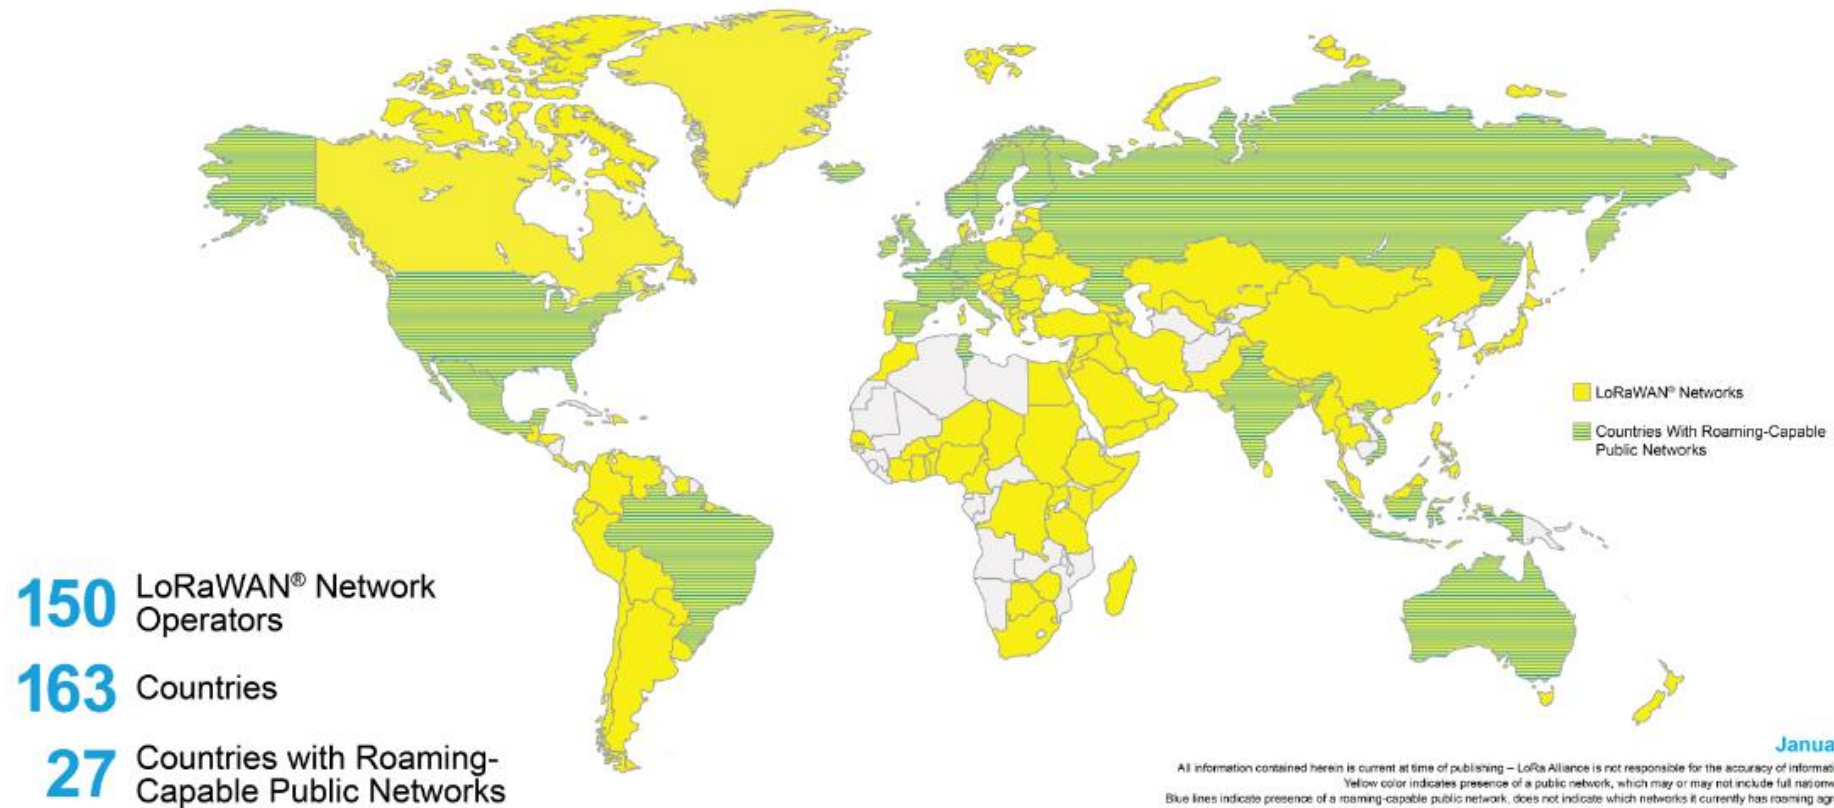 LoRaWAN® Networks
Countries With Roaming-Capable
Public Networks
150 LoRaWAN® Network
Operators
163 Countries
27 Countries with Roaming-
Capable Public Networks
Janua
All information contained herein is current at time of publishing – LoRa Alliance is not responsible for the accuracy of informati
Yellow color indicates presence of a public network, which may or may not include full nationw
Blue lines indicate presence of a roaming-capable public network, does not indicate which networks it currently has roaming agr